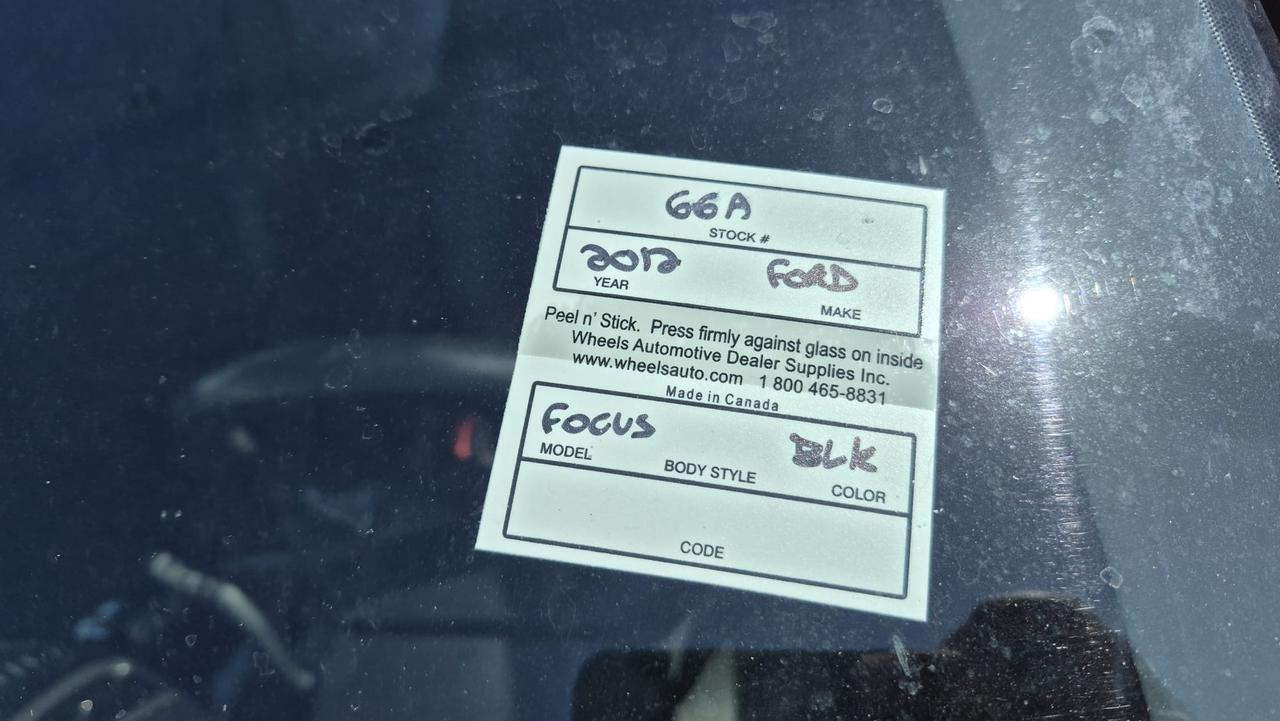 66A
STOCK #
2012 FORD
YEAR MAKE
Peel n' Stick. Press firmly against glass on inside
Wheels Automotive Dealer Supplies Inc.
www.wheelsauto.com 1 800 465-8831
Made in Canada
FOCUS BLK
MODEL BODY STYLE COLOR
CODE